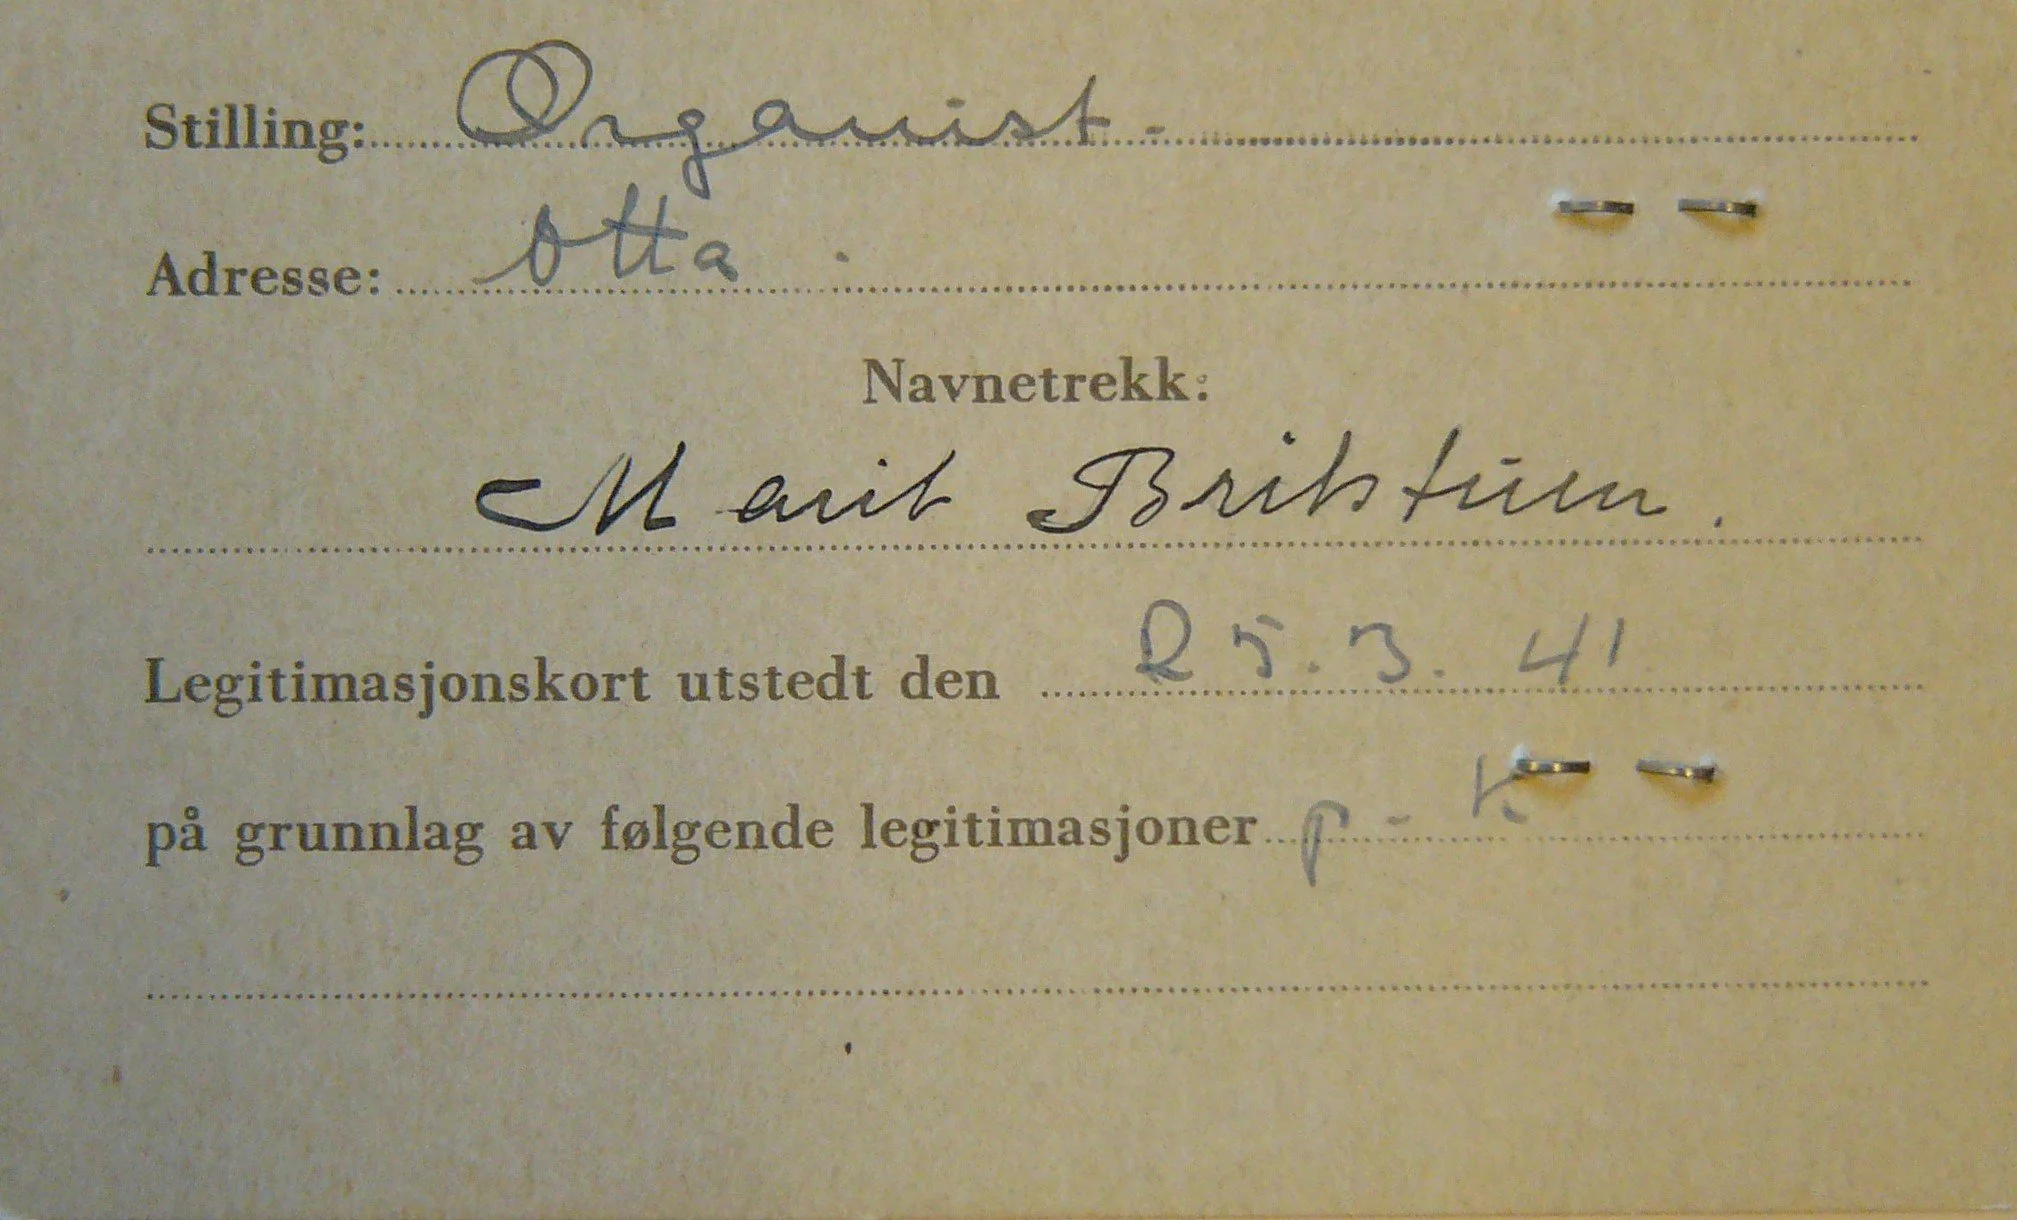 Stilling: Organist-
Adresse: Otta.
Navnetrekk:
Marit Brikstuen.
Legitimasjonskort utstedt den 25.3.41
på grunnlag av følgende legitimasjoner p-k